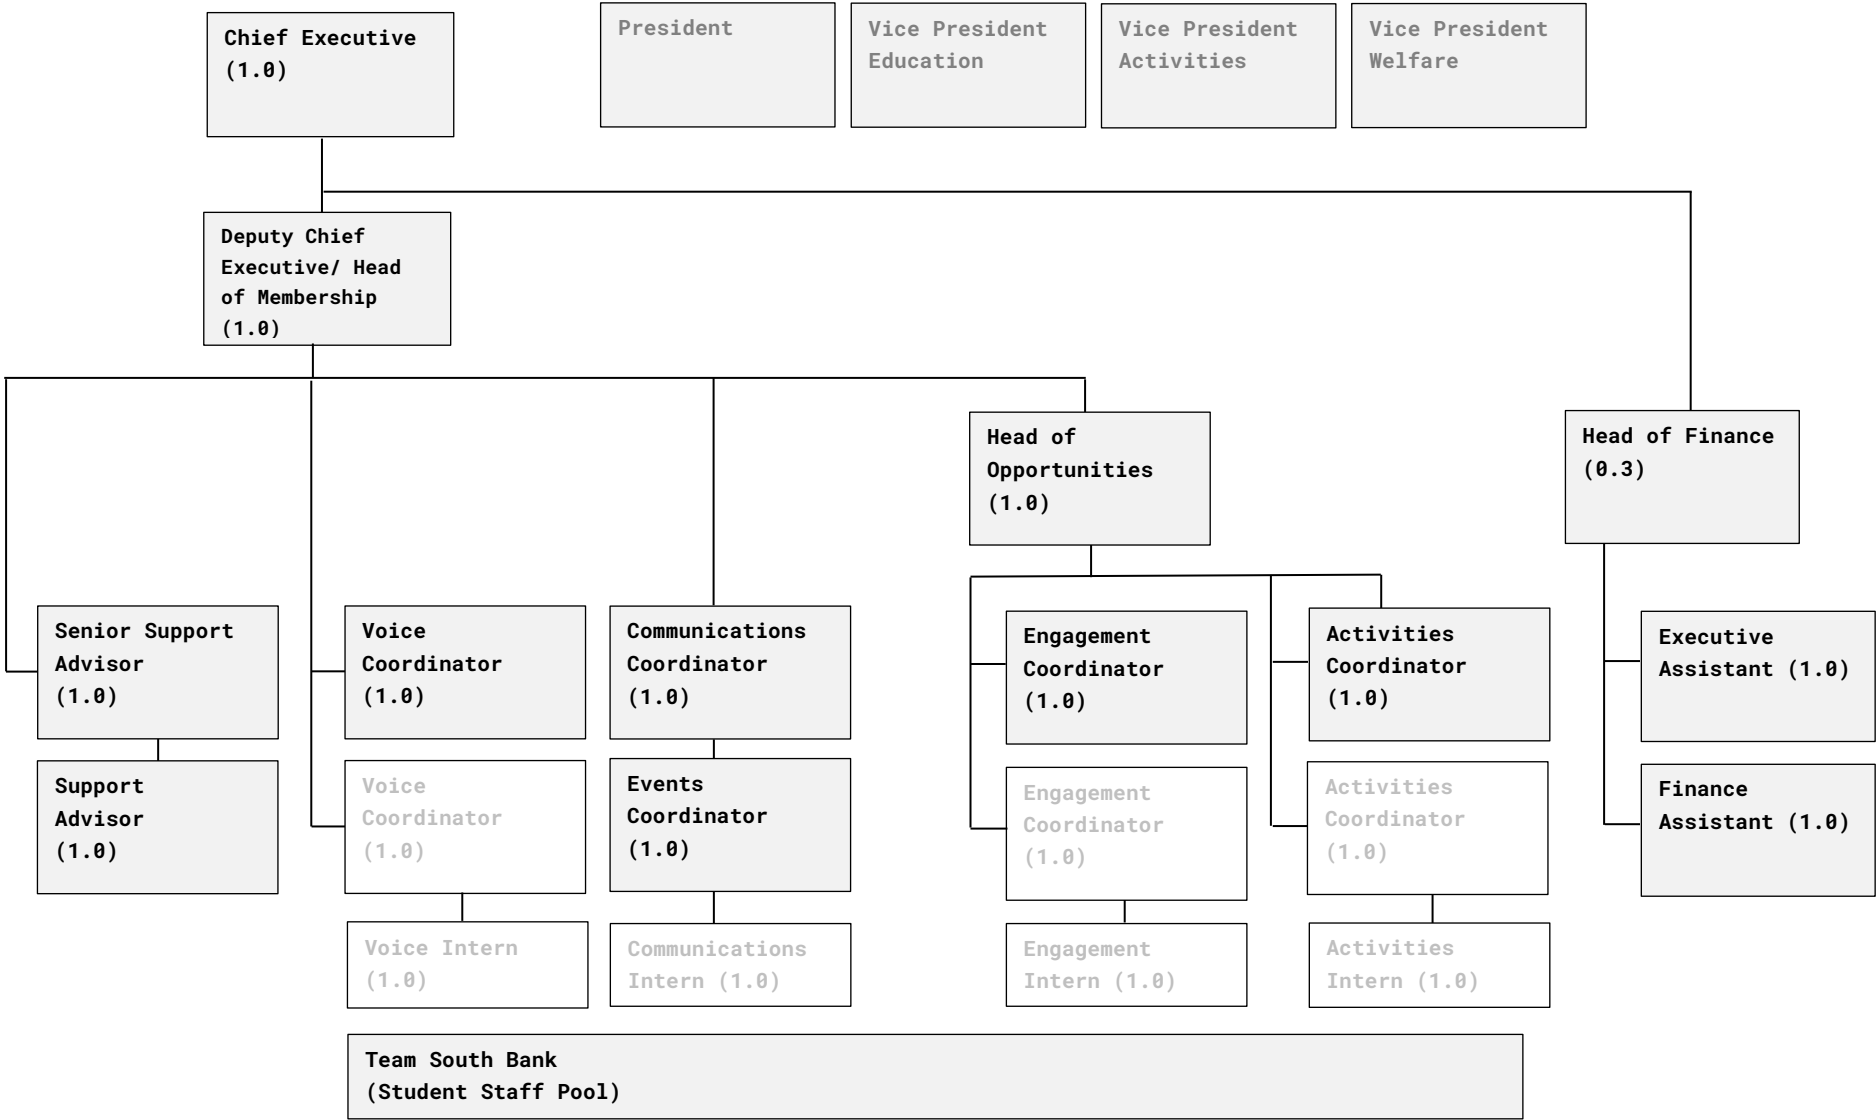 Chief Executive
(1.0)
President
Vice President
Education
Vice President
Activities
Vice President
Welfare
Deputy Chief
Executive/ Head
of Membership
(1.0)
Head of
Opportunities
(1.0)
Head of Finance
(0.3)
Senior Support
Advisor
(1.0)
Voice
Coordinator
(1.0)
Communications
Coordinator
(1.0)
Engagement
Coordinator
(1.0)
Activities
Coordinator
(1.0)
Executive
Assistant (1.0)
Support
Advisor
(1.0)
Voice
Coordinator
(1.0)
Events
Coordinator
(1.0)
Engagement
Coordinator
(1.0)
Activities
Coordinator
(1.0)
Finance
Assistant (1.0)
Voice Intern
(1.0)
Communications
Intern (1.0)
Engagement
Intern (1.0)
Activities
Intern (1.0)
Team South Bank
(Student Staff Pool)